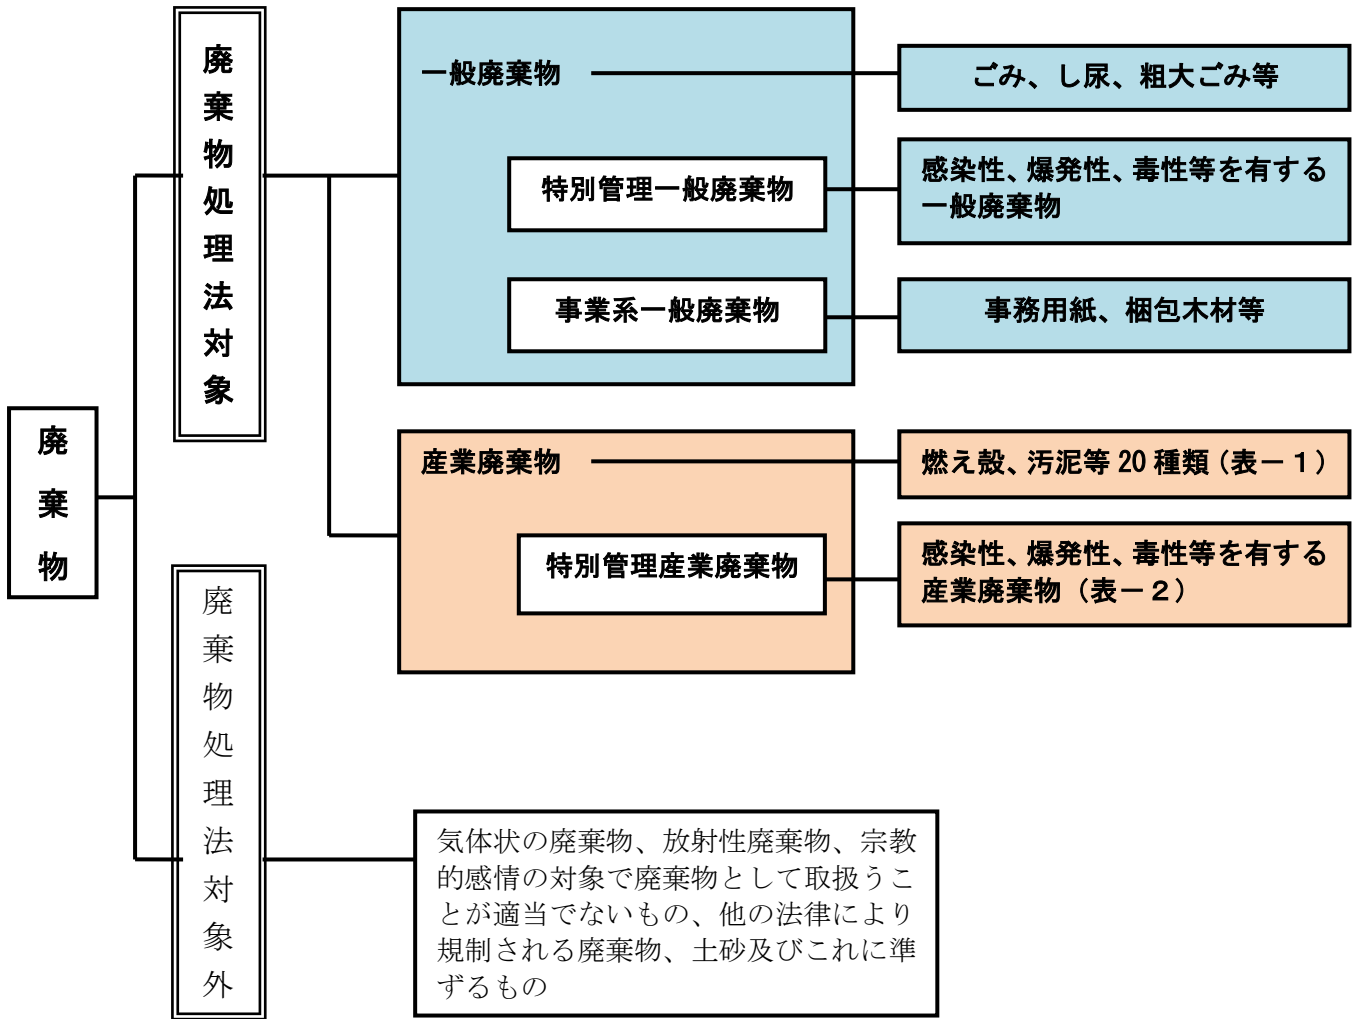 廃棄物
廃棄物処理法対象
一般廃棄物
ごみ、し尿、粗大ごみ等
特別管理一般廃棄物
感染性、爆発性、毒性等を有する
一般廃棄物
事業系一般廃棄物
事務用紙、梱包木材等
産業廃棄物
燃え殻、汚泥等 20 種類（表－１）
特別管理産業廃棄物
感染性、爆発性、毒性等を有する
産業廃棄物（表－２）
廃棄物処理法対象外
気体状の廃棄物、放射性廃棄物、宗教
的感情の対象で廃棄物として取扱うこ
とが適当でないもの、他の法律により
規制される廃棄物、土砂及びこれに準
ずるもの